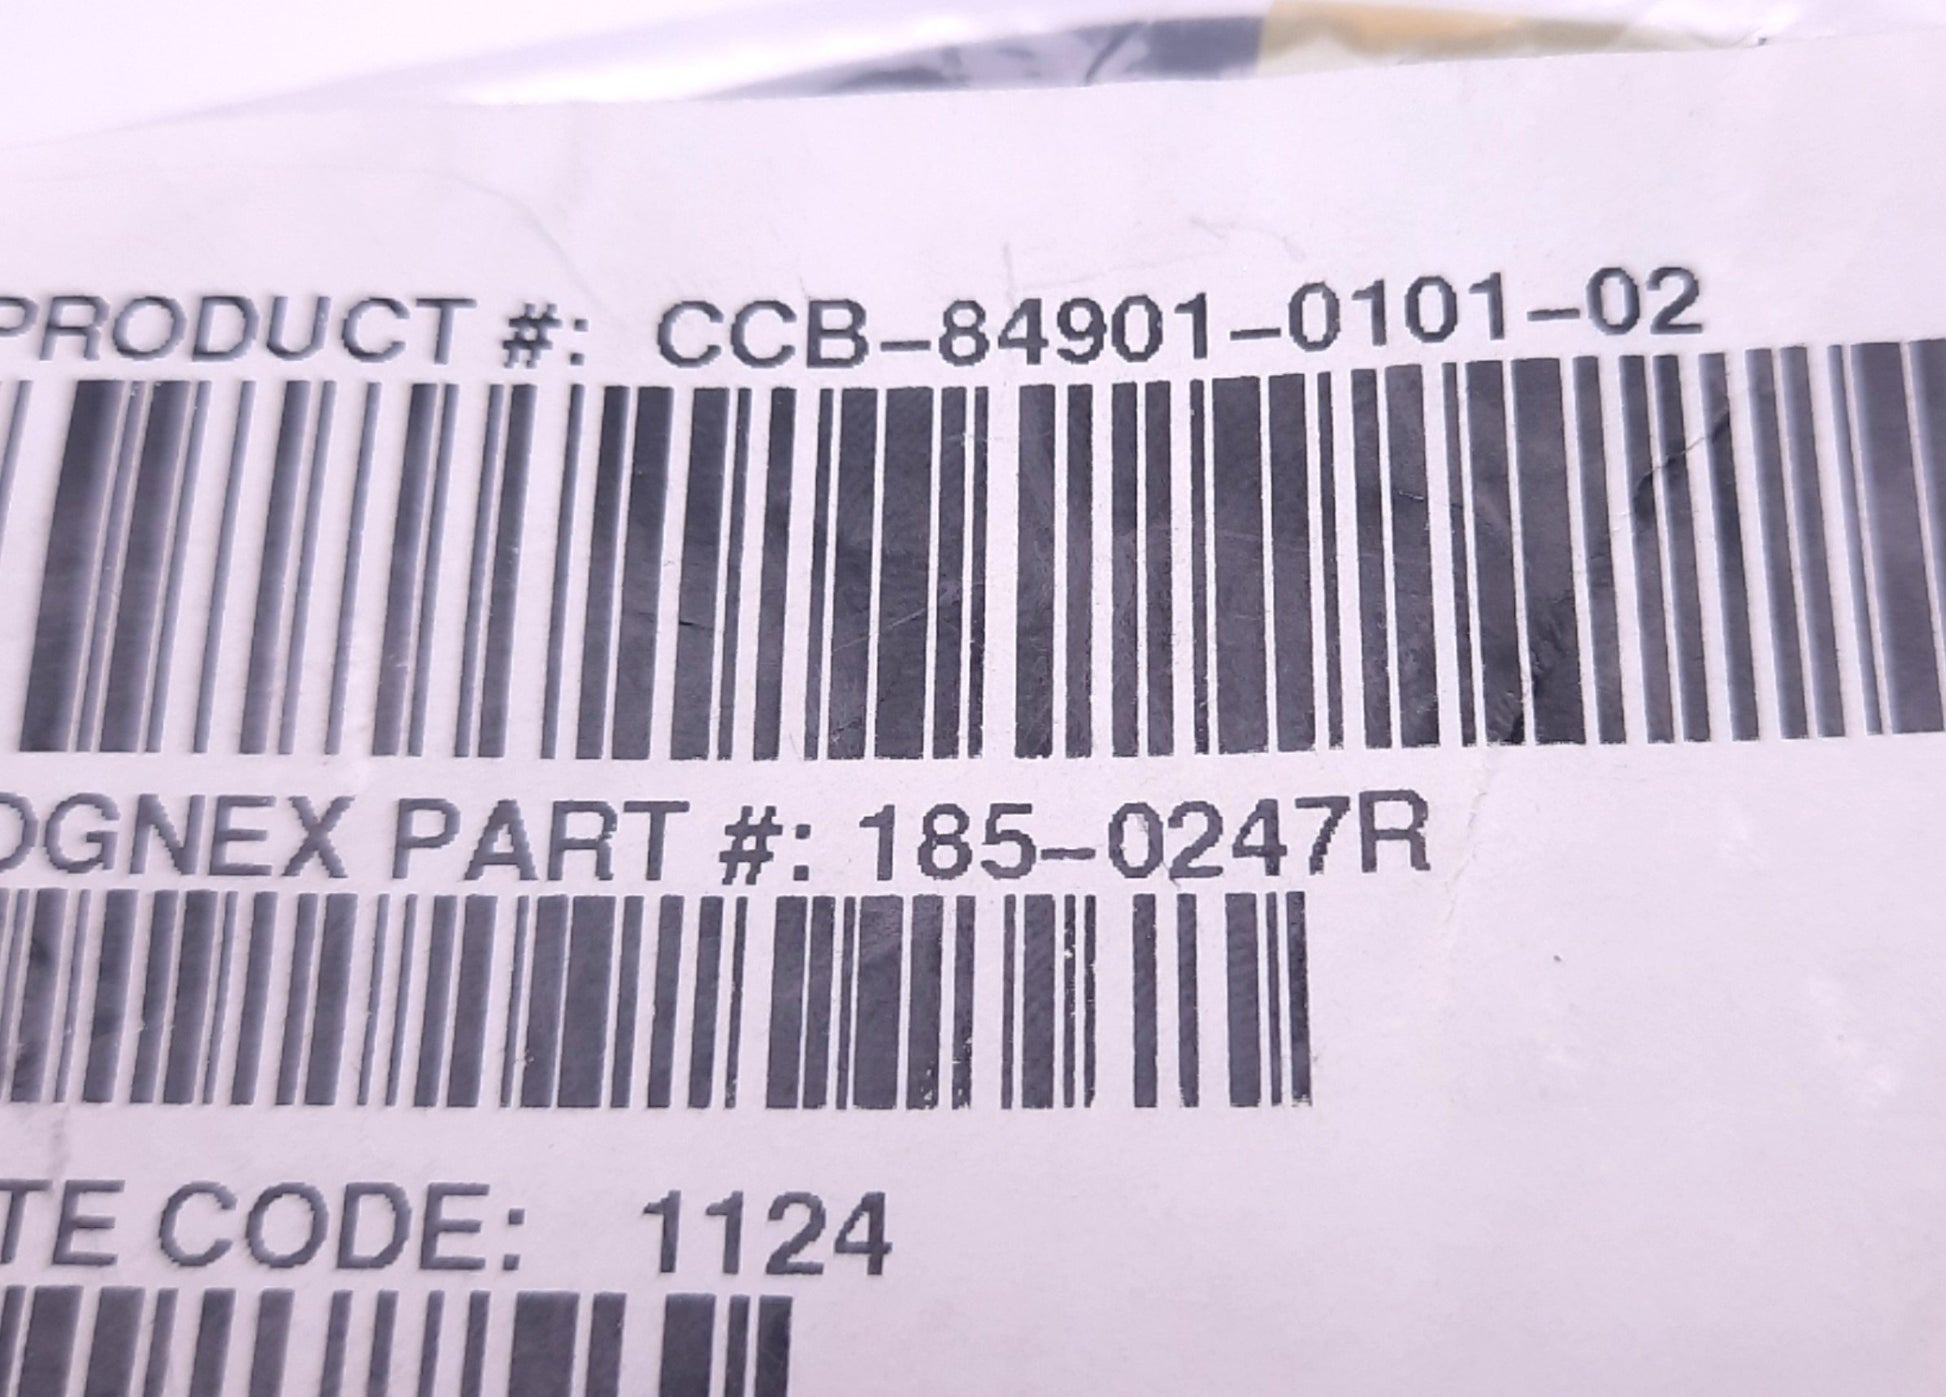 PRODUCT #: CCB-84901-0101-02
OGNEX PART #: 185-0247R
TE CODE: 1124